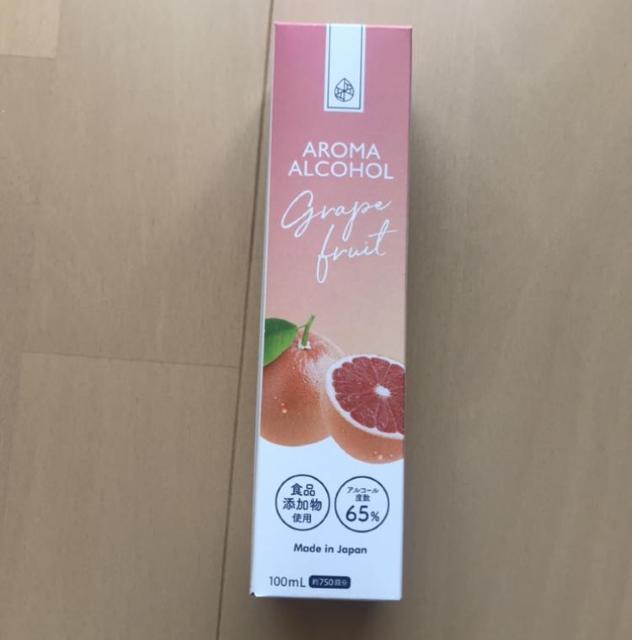 AROMA
ALCOHOL
Grape
fruit
食品
添加物
使用
アルコール
度数
65%
Made in Japan
100mL 約750回分